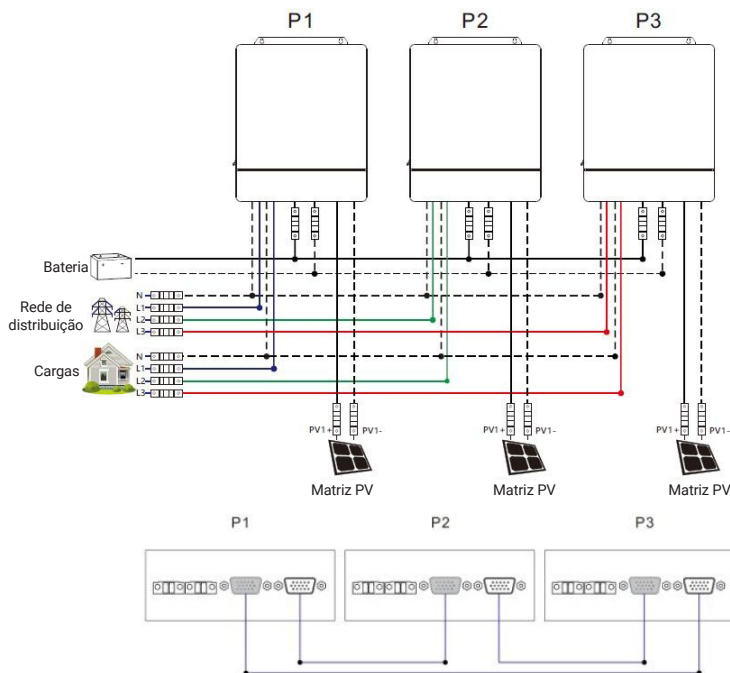 P1 P2 P3
Bateria
Rede de
distribuição
N
L1
L2
L3
Cargas
N
L1
L2
L3
PV1+ PV1- PV1+ PV1- PV1+ PV1-
Matriz PV Matriz PV Matriz PV
P1 P2 P3